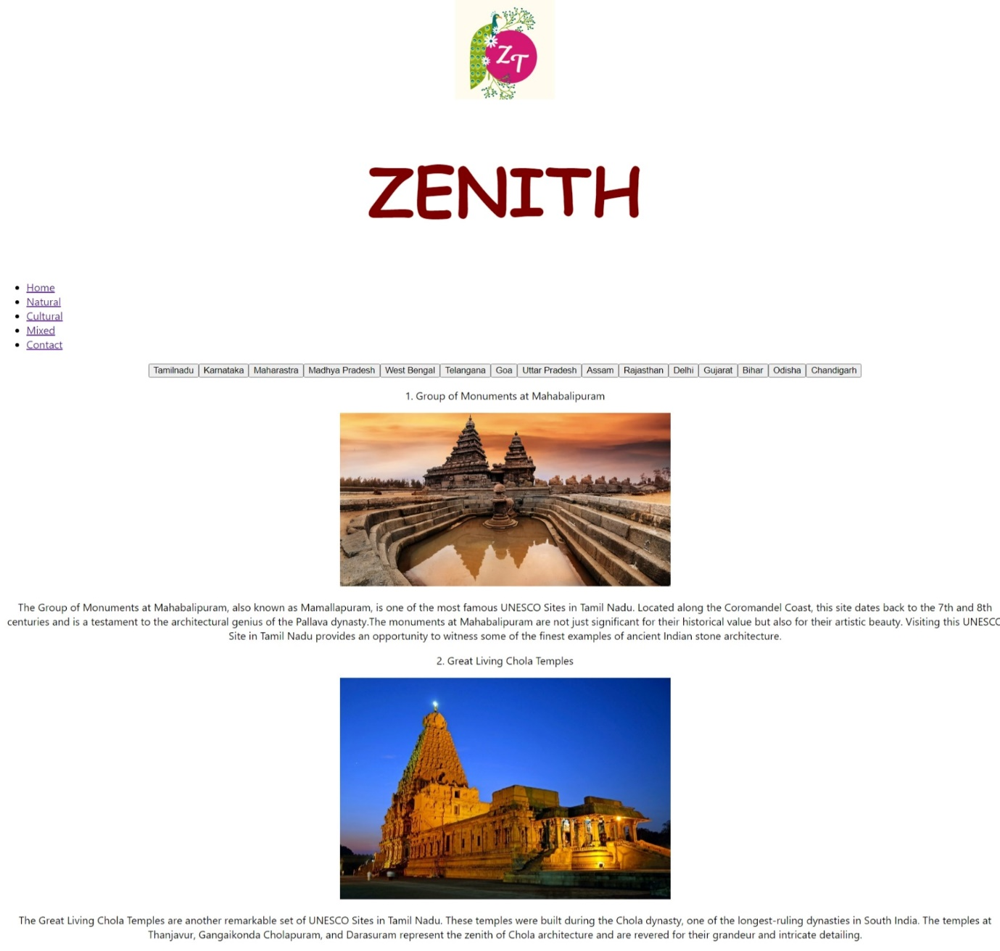 ZT
ZENITH
Home
Natural
Cultural
Mixed
Contact
Tamilnadu Karnataka Maharastra Madhya Pradesh West Bengal Telangana Goa Uttar Pradesh Assam Rajasthan Delhi Gujarat Bihar Odisha Chandigarh
1. Group of Monuments at Mahabalipuram
The Group of Monuments at Mahabalipuram, also known as Mamallapuram, is one of the most famous UNESCO Sites in Tamil Nadu. Located along the Coromandel Coast, this site dates back to the 7th and 8th
centuries and is a testament to the architectural genius of the Pallava dynasty.The monuments at Mahabalipuram are not just significant for their historical value but also for their artistic beauty. Visiting this UNESCO
Site in Tamil Nadu provides an opportunity to witness some of the finest examples of ancient Indian stone architecture.
2. Great Living Chola Temples
The Great Living Chola Temples are another remarkable set of UNESCO Sites in Tamil Nadu. These temples were built during the Chola dynasty, one of the longest-ruling dynasties in South India. The temples at
Thanjavur, Gangaikonda Cholapuram, and Darasuram represent the zenith of Chola architecture and are revered for their grandeur and intricate detailing.